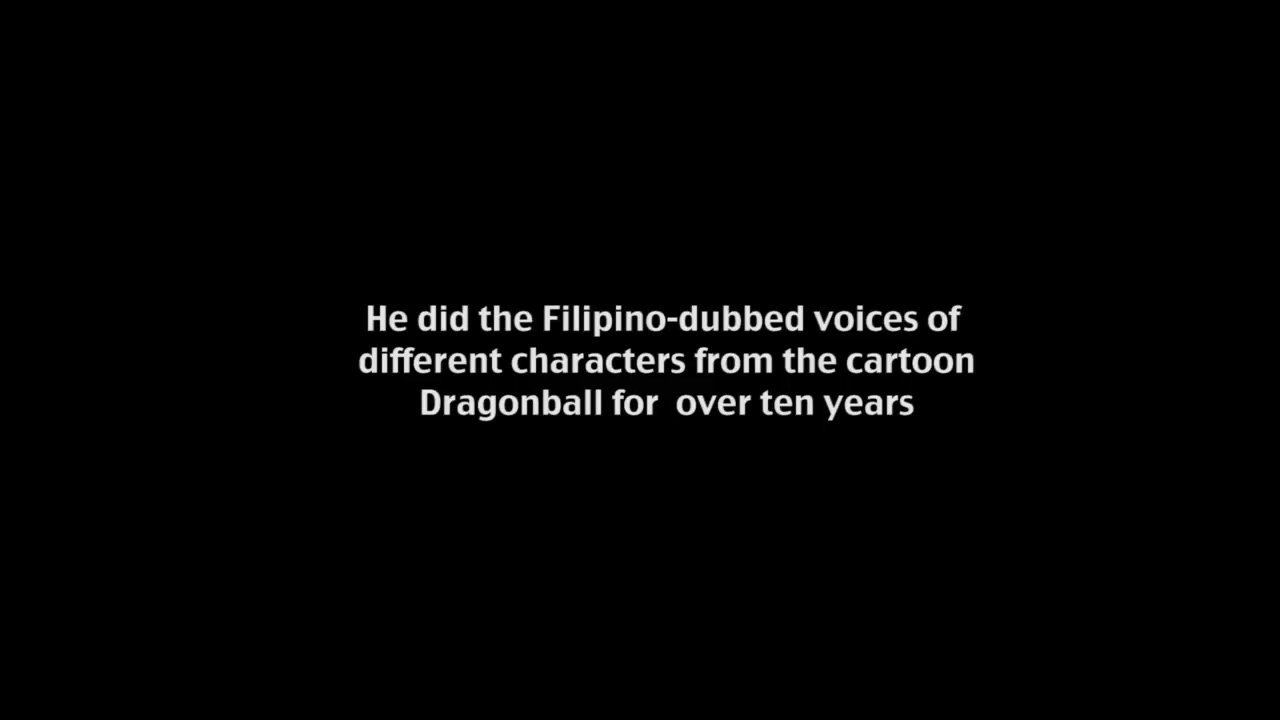 He did the Filipino-dubbed voices of
different characters from the cartoon
Dragonball for  over ten years